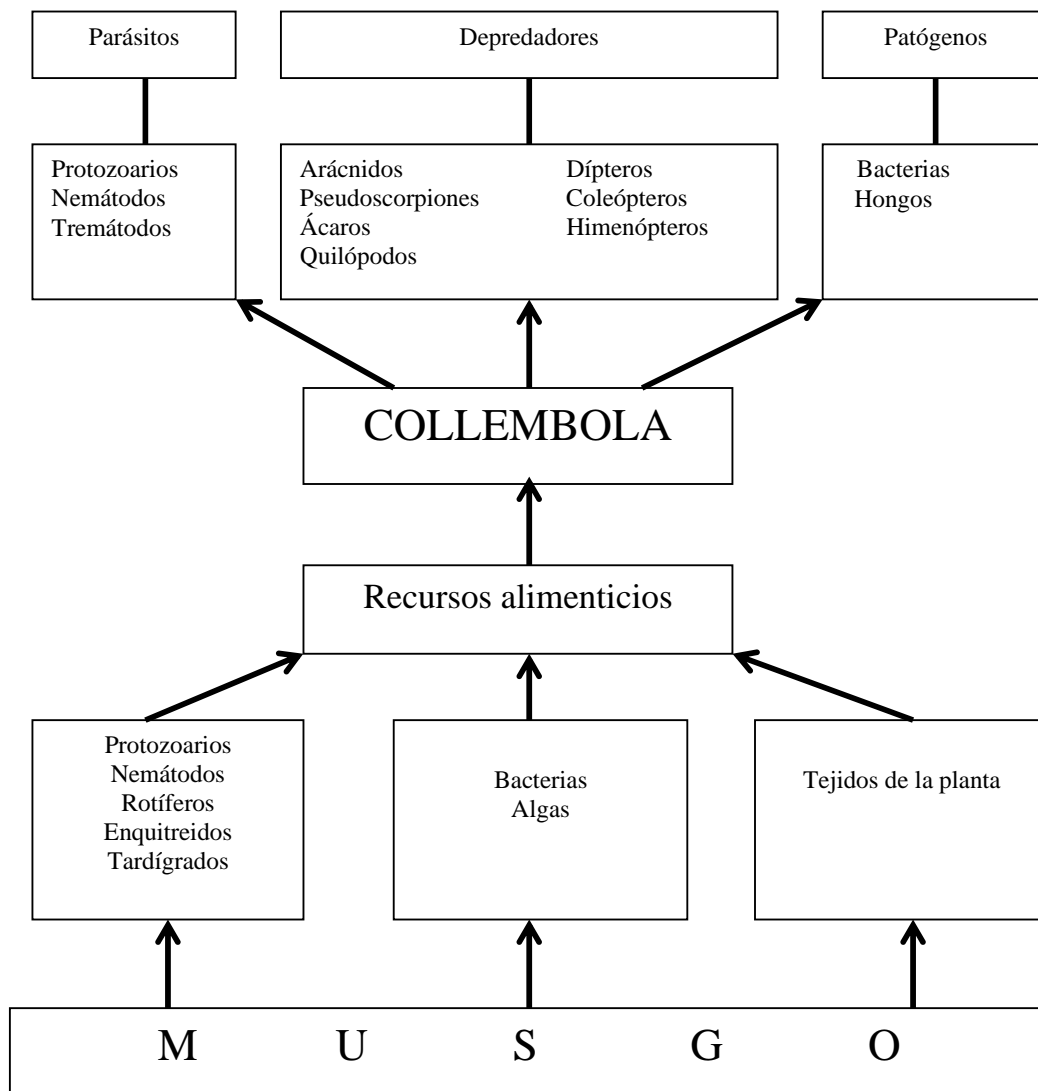 Parásitos
Depredadores
Patógenos
Protozoarios
Nemátodos
Tremátodos
Arácnidos
Pseudoscorpiones
Ácaros
Quilópodos
Dípteros
Coleópteros
Himenópteros
Bacterias
Hongos
COLLEMBOLA
Recursos alimenticios
Protozoarios
Nemátodos
Rotíferos
Enquitreidos
Tardígrados
Bacterias
Algas
Tejidos de la planta
M U S G O